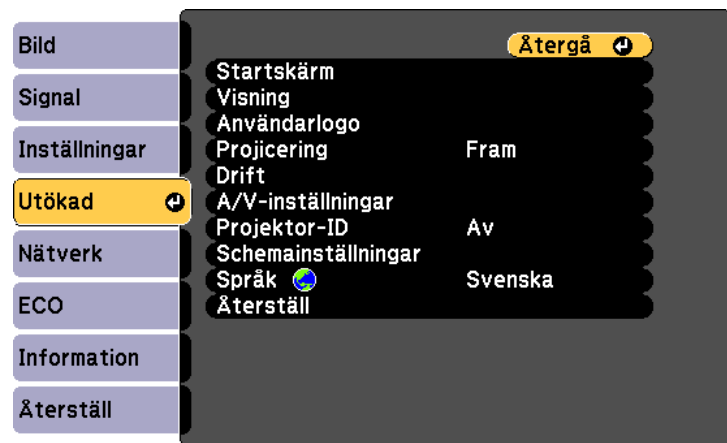 Bild
Signal
Inställningar
Utökad
Nätverk
ECO
Information
Återställ
Återgå
Startskärm
Visning
Användarlogo
Projicering Fram
Drift
A/V-inställningar
Projektor-ID Av
Schemainställningar
Språk Svenska
Återställ